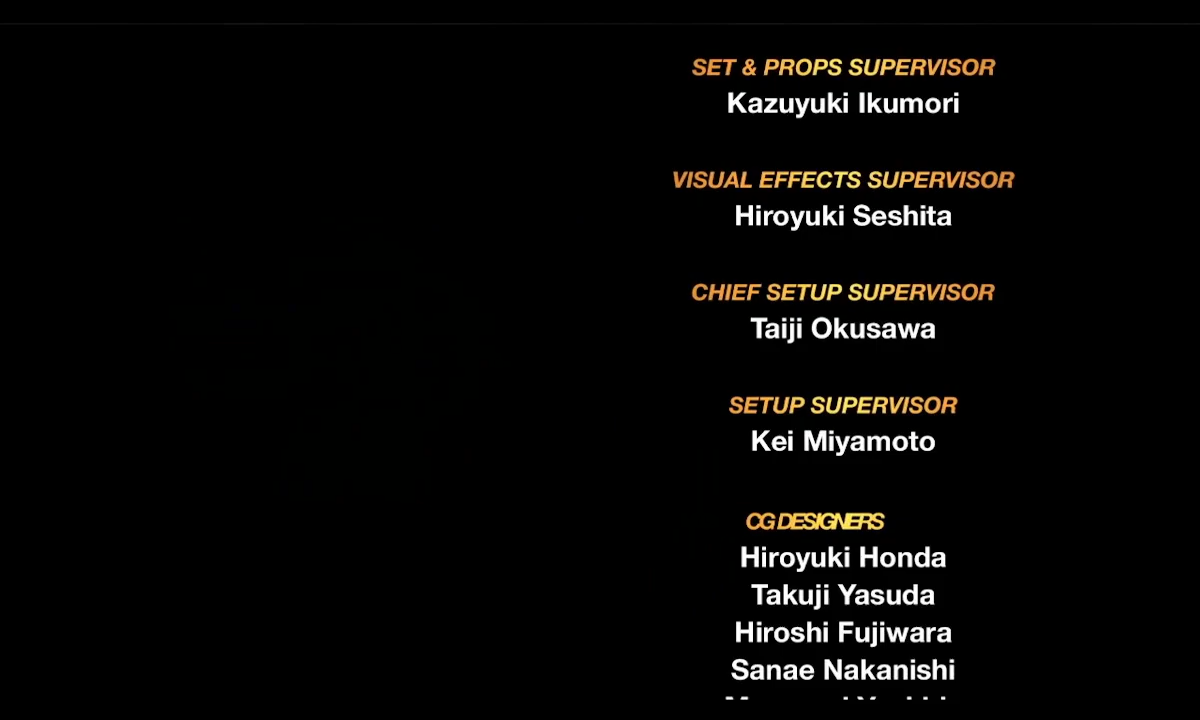 SET & PROPS SUPERVISOR
Kazuyuki Ikumori
VISUAL EFFECTS SUPERVISOR
Hiroyuki Seshita
CHIEF SETUP SUPERVISOR
Taiji Okusawa
SETUP SUPERVISOR
Kei Miyamoto
CG DESIGNERS
Hiroyuki Honda
Takuji Yasuda
Hiroshi Fujiwara
Sanae Nakanishi